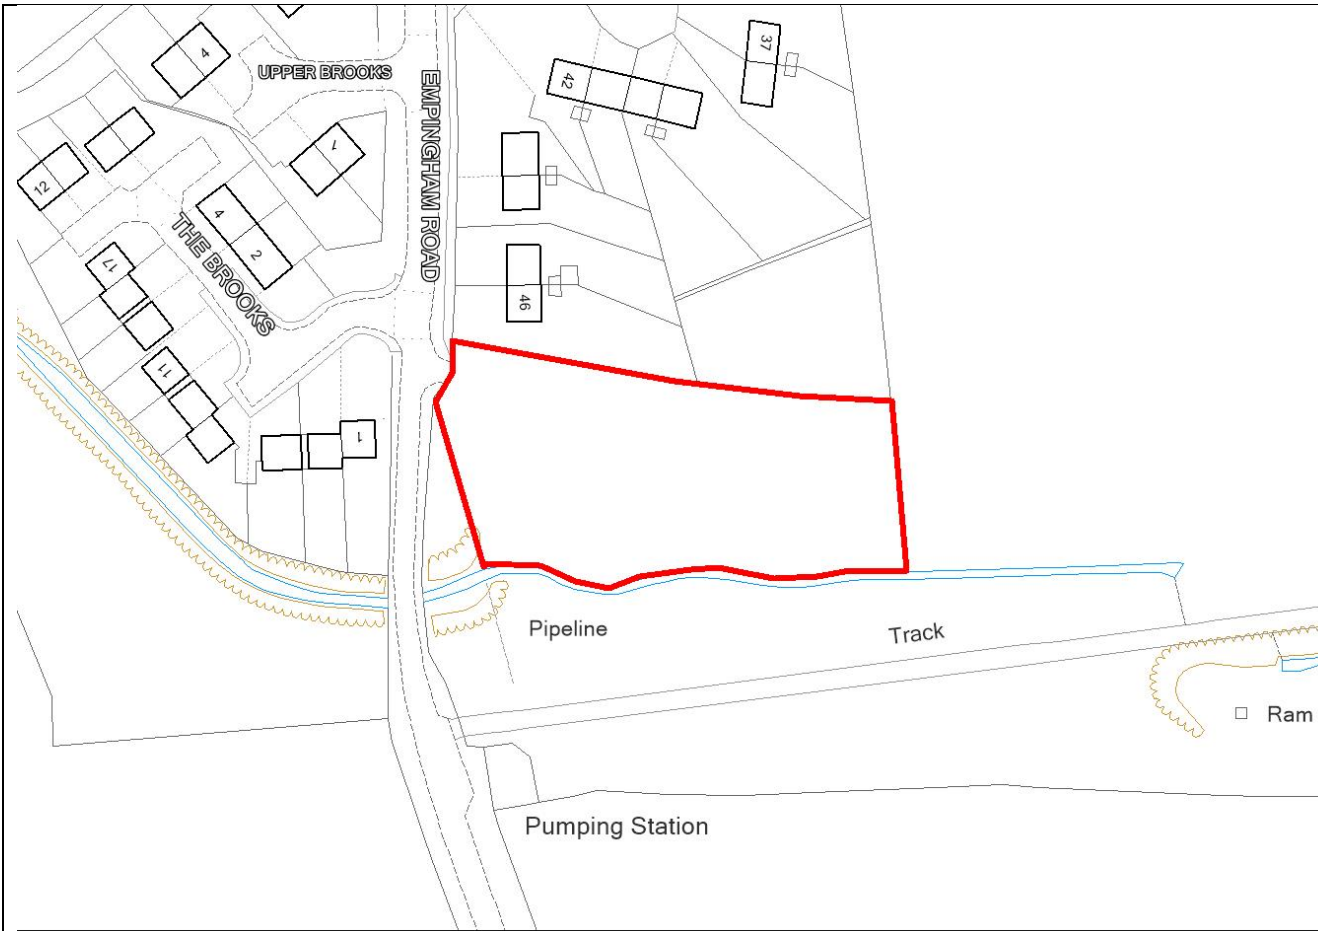 4
UPPER BROOKS
EMPINGHAM ROAD
37
42
1
12
4
2
THE BROOKS
17
46
11
1
Pipeline
Track
Ram
Pumping Station